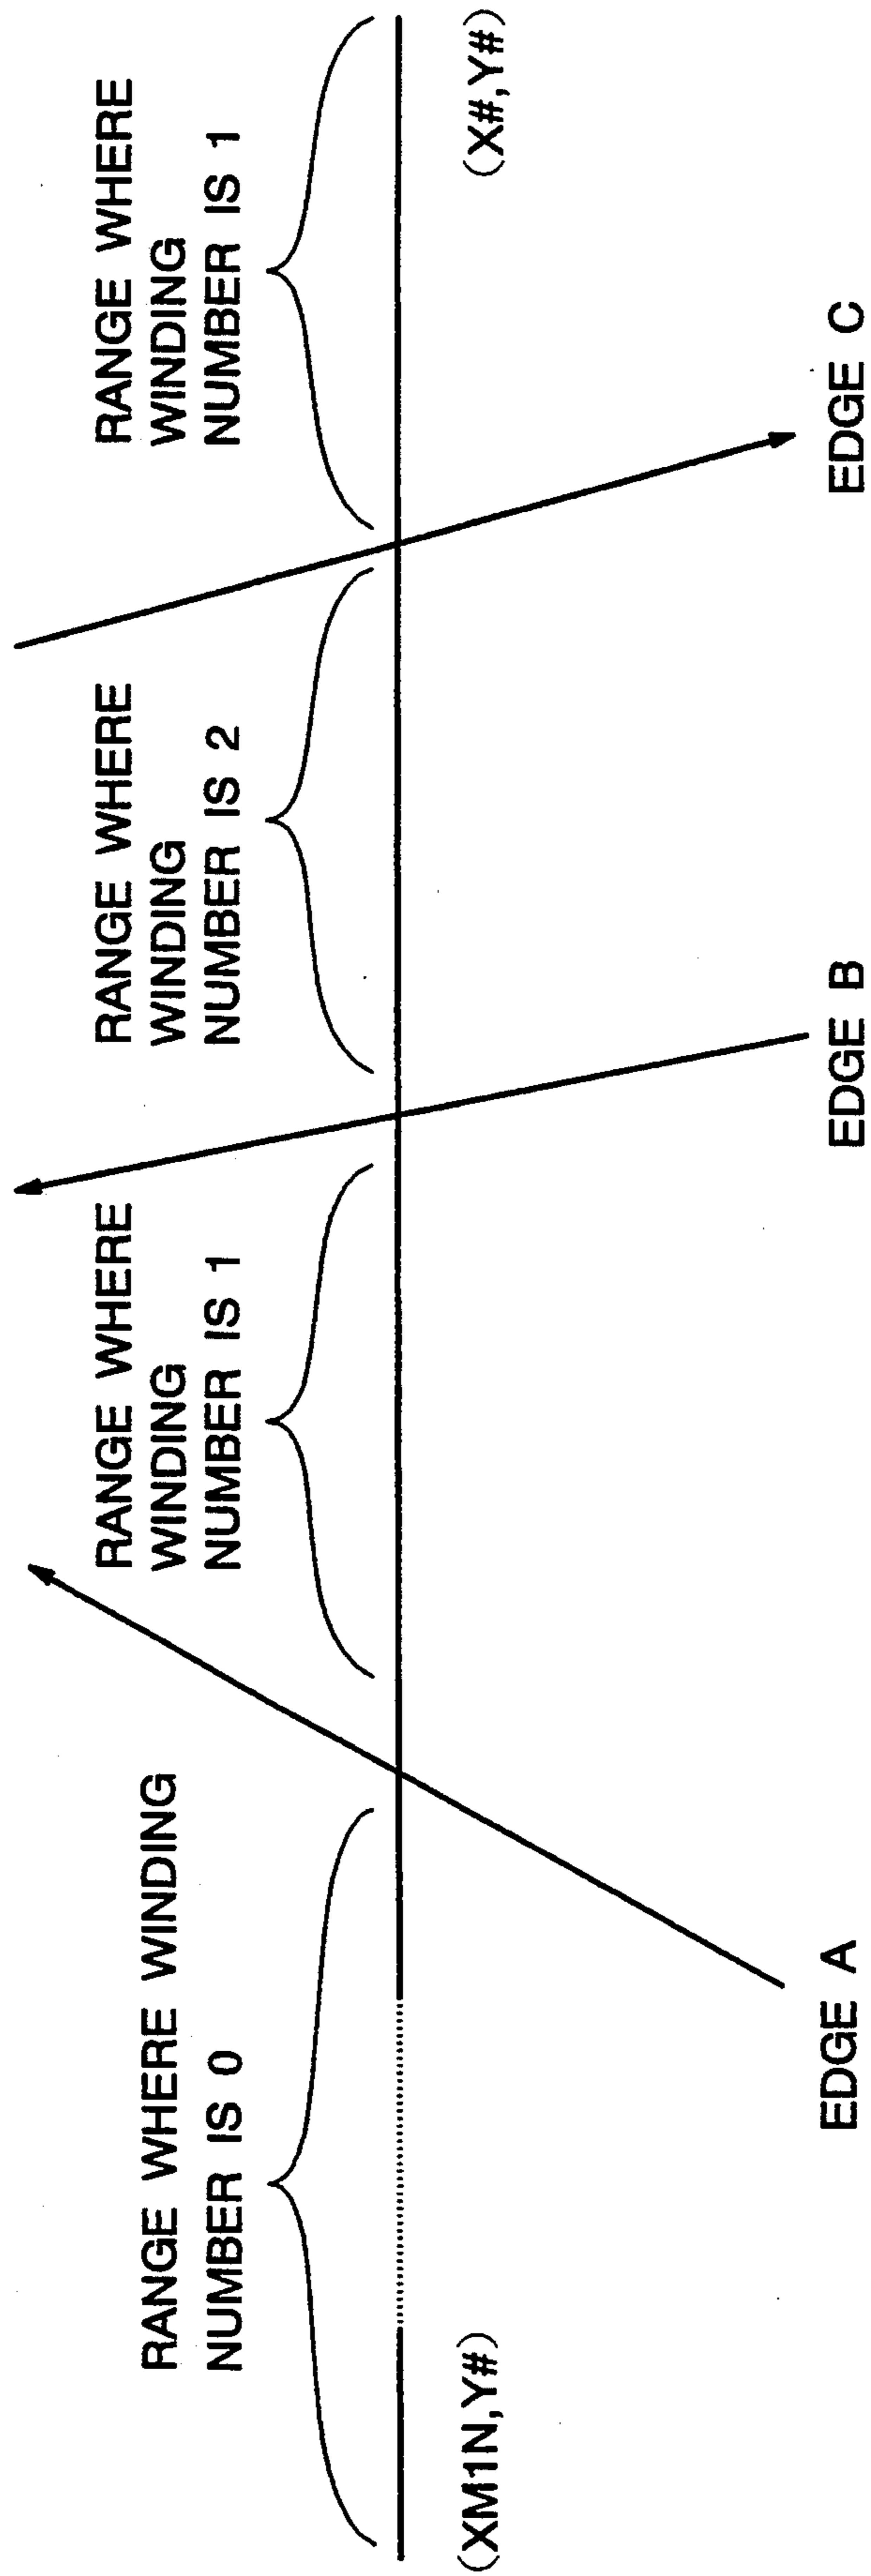 RANGE WHERE WINDING
NUMBER IS 0
RANGE WHERE
WINDING
NUMBER IS 1
RANGE WHERE
WINDING
NUMBER IS 2
RANGE WHERE
WINDING
NUMBER IS 1
(XM1N,Y#)
(X#,Y#)
EDGE A
EDGE B
EDGE C